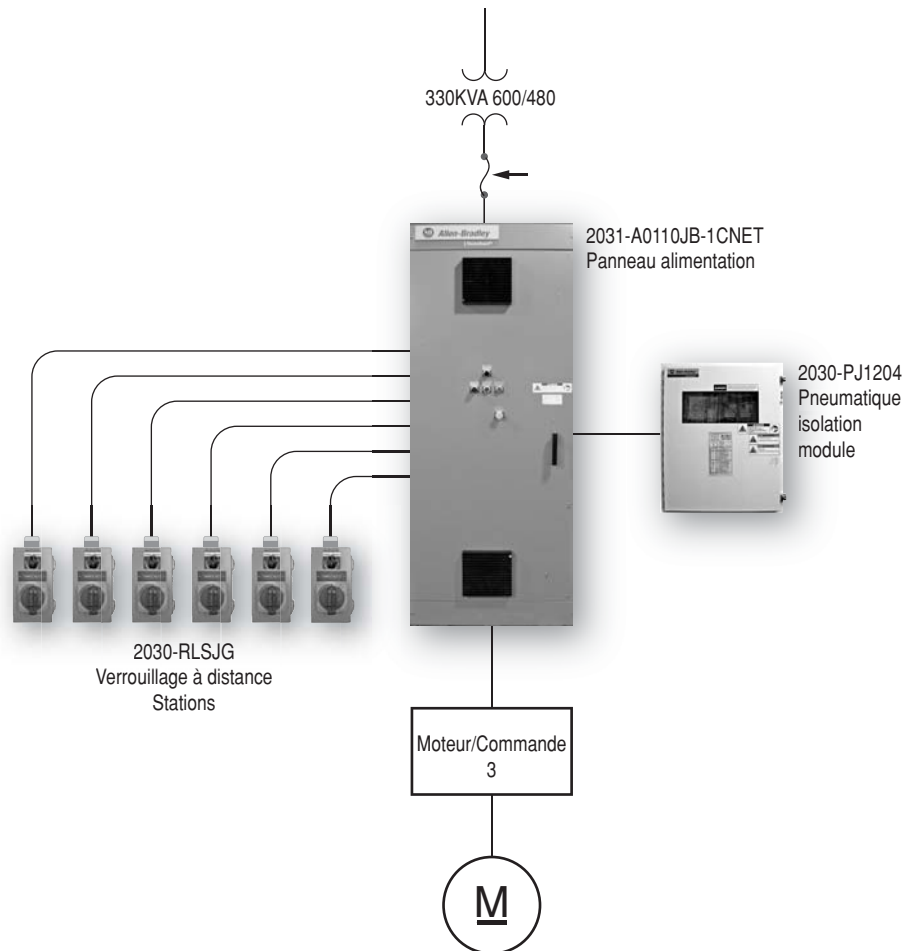 330KVA 600/480
Allen-Bradley
2031-A0110JB-1CNET
Panneau alimentation
2030-PJ1204
Pneumatique
isolation
module
2030-RLSJG
Verrouillage à distance
Stations
Moteur/Commande
3
M